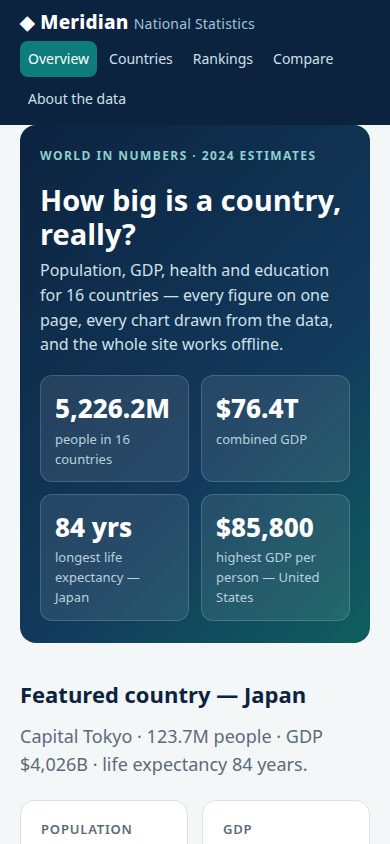 ◆ Meridian National Statistics
Overview Countries Rankings Compare
About the data
WORLD IN NUMBERS · 2024 ESTIMATES
How big is a country,
really?
Population, GDP, health and education
for 16 countries — every figure on one
page, every chart drawn from the data,
and the whole site works offline.
5,226.2M
people in 16
countries
$76.4T
combined GDP
84 yrs
longest life
expectancy —
Japan
$85,800
highest GDP per
person — United
States
Featured country — Japan
Capital Tokyo · 123.7M people · GDP
$4,026B · life expectancy 84 years.
POPULATION
GDP